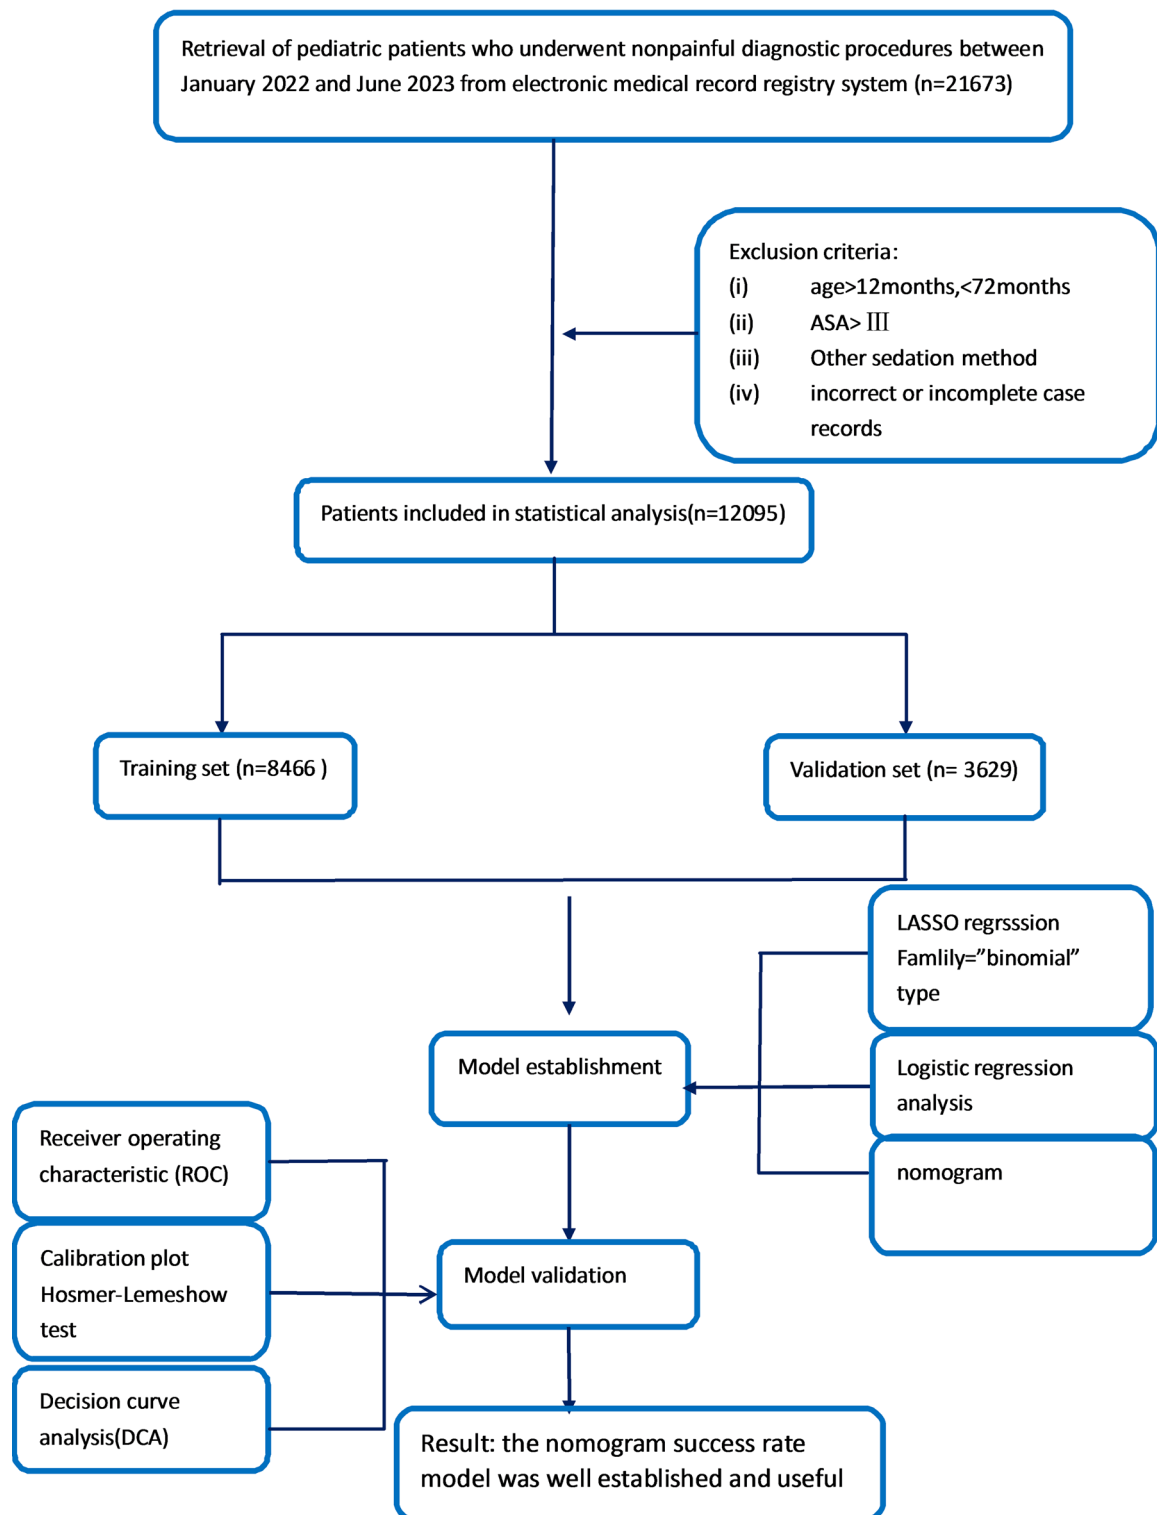 Retrieval of pediatric patients who underwent nonpainful diagnostic procedures between
January 2022 and June 2023 from electronic medical record registry system (n=21673)
Exclusion criteria:
(i) age>12months,<72months
(ii) ASA> III
(iii) Other sedation method
(iv) incorrect or incomplete case
records
Patients included in statistical analysis(n=12095)
Training set (n=8466 )
Validation set (n= 3629)
LASSO regrsssion
Famlily=”binomial”
type
Model establishment
Logistic regression
analysis
nomogram
Receiver operating
characteristic (ROC)
Calibration plot
Hosmer-Lemeshow
test
Model validation
Decision curve
analysis(DCA)
Result: the nomogram success rate
model was well established and useful